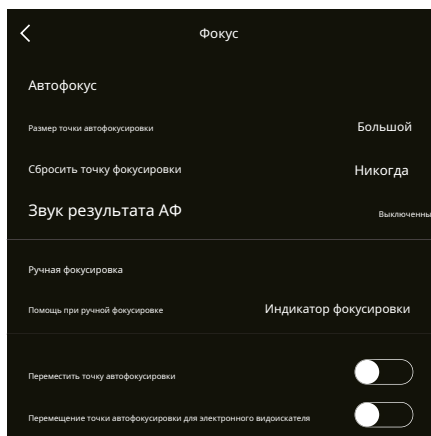 Фокус
Автофокус
Размер точки автофокусировки
Большой
Сбросить точку фокусировки
Никогда
Звук результата АФ
Выключенны
Ручная фокусировка
Помощь при ручной фокусировке
Индикатор фокусировки
Переместить точку автофокусировки
Перемещение точки автофокусировки для электронного видоискателя